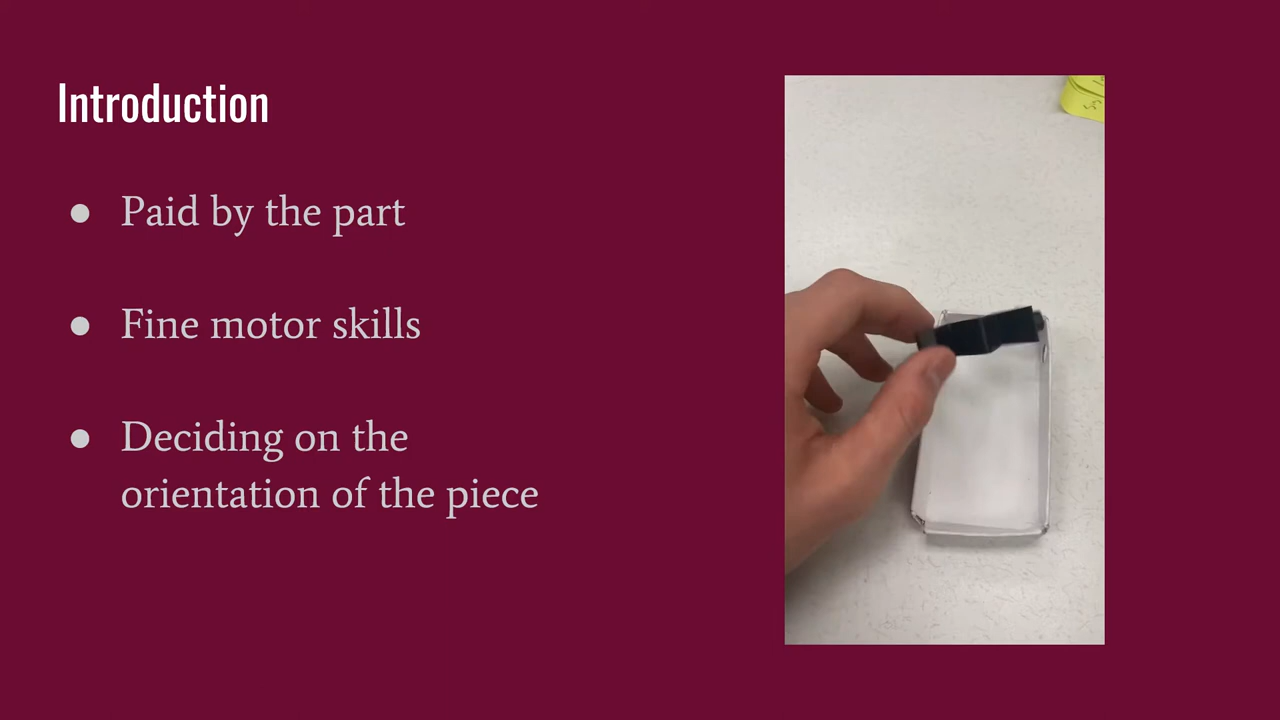 Introduction
● Paid by the part
● Fine motor skills
● Deciding on the
orientation of the piece